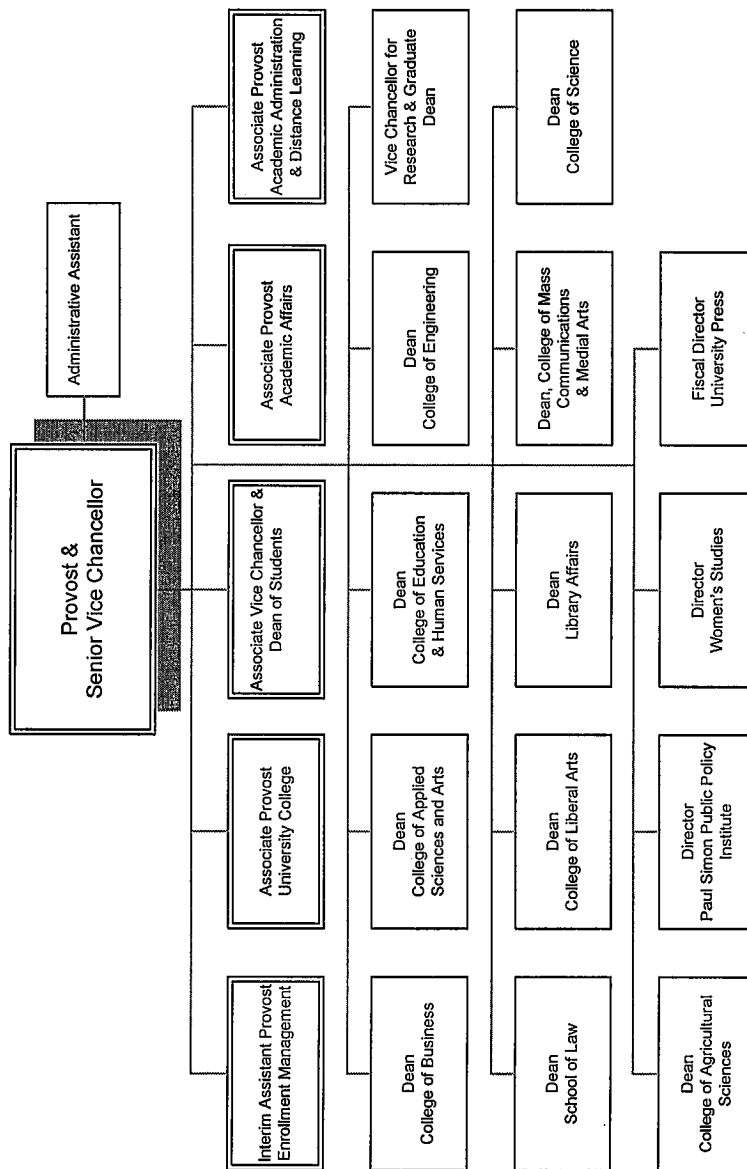 Provost &
Senior Vice Chancellor
Administrative Assistant
Interim Assistant Provost
Enrollment Management
Associate Provost
University College
Associate Vice Chancellor &
Dean of Students
Associate Provost
Academic Affairs
Associate Provost
Academic Administration
& Distance Learning
Dean
College of Business
Dean
College of Applied
Sciences and Arts
Dean
College of Education
& Human Services
Dean
College of Engineering
Vice Chancellor for
Research & Graduate
Dean
Dean
School of Law
Dean
College of Liberal Arts
Dean
Library Affairs
Dean, College of Mass
Communications
& Medial Arts
Dean
College of Science
Dean
College of Agricultural
Sciences
Director
Paul Simon Public Policy
Institute
Director
Women's Studies
Fiscal Director
University Press